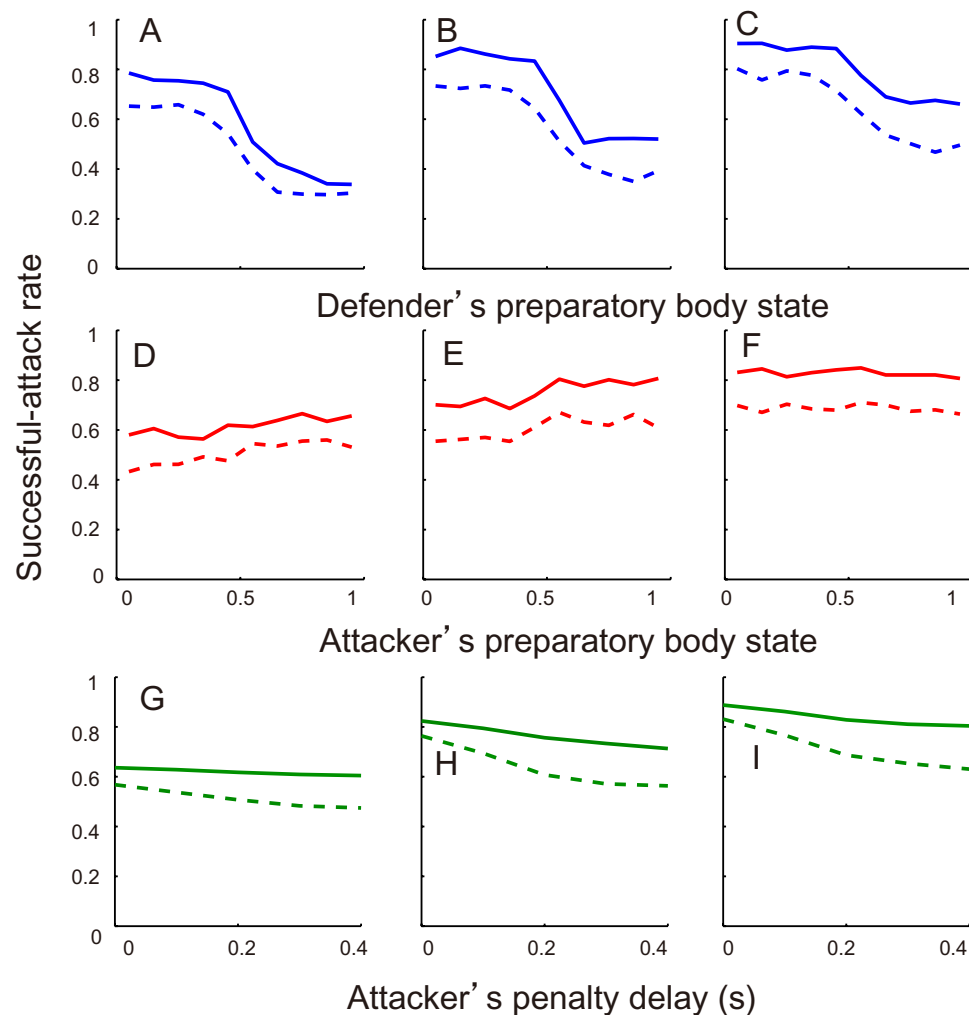 Successful-attack rate
A B C
1
0.8
0.6
0.4
0.2
0
Defender’s preparatory body state
D E F
1
0.8
0.6
0.4
0.2
0
0 0.5 1 0 0.5 1 0 0.5 1
Attacker’s preparatory body state
G H I
1
0.8
0.6
0.4
0.2
0
0 0.2 0.4 0 0.2 0.4 0 0.2 0.4
Attacker’s penalty delay (s)